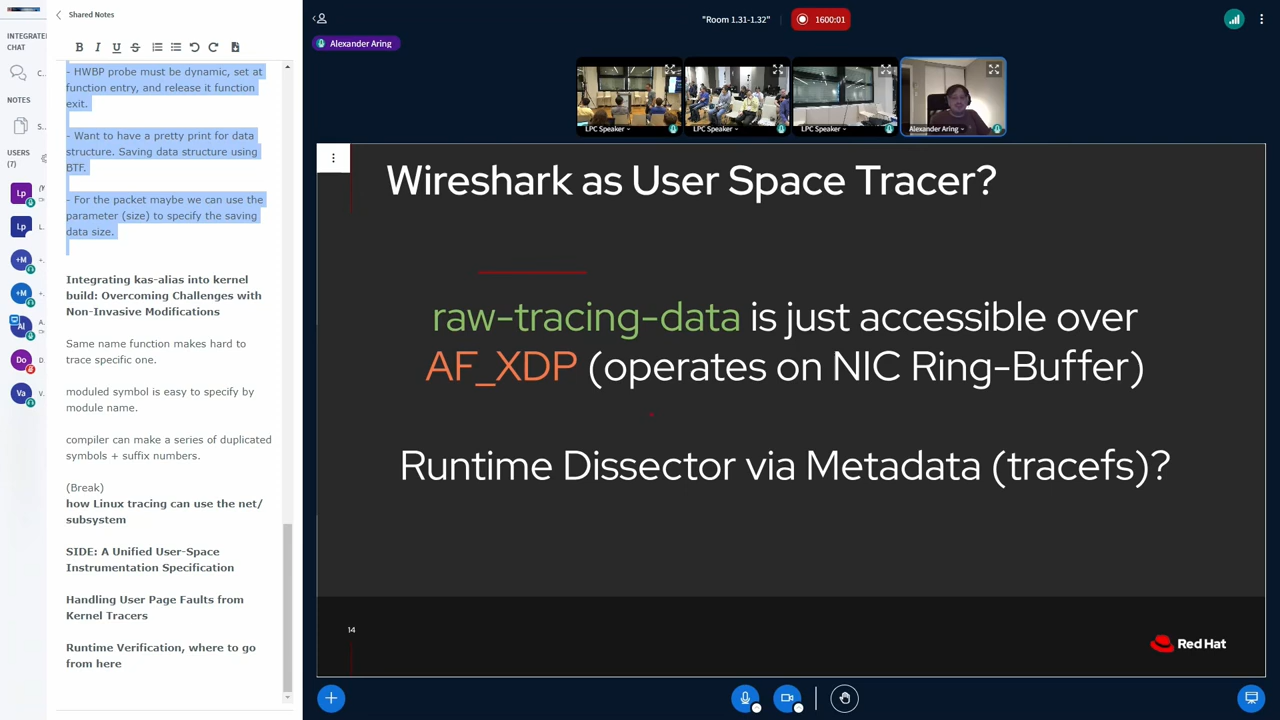 INTEGRATE
CHAT
C..
NOTES
S..
USERS
(7)
Lp
(M
Lp
L..
+M
+..
+M
+..
Al
A..
Do
D..
Va
V..
Shared Notes
B I U S
- HWBP probe must be dynamic, set at
function entry, and release it function
exit.
- Want to have a pretty print for data
structure. Saving data structure using
BTF.
- For the packet maybe we can use the
parameter (size) to specify the saving
data size.
Integrating kas-alias into kernel
build: Overcoming Challenges with
Non-Invasive Modifications
Same name function makes hard to
trace specific one.
moduled symbol is easy to specify by
module name.
compiler can make a series of duplicated
symbols + suffix numbers.
(Break)
how Linux tracing can use the net/
subsystem
SIDE: A Unified User-Space
Instrumentation Specification
Handling User Page Faults from
Kernel Tracers
Runtime Verification, where to go
from here
"Room 1.31-1.32"
1600:01
Alexander Aring
LPC Speaker
LPC Speaker
LPC Speaker
Alexander Aring
Wireshark as User Space Tracer?
raw-tracing-data is just accessible over
AF_XDP (operates on NIC Ring-Buffer)
Runtime Dissector via Metadata (tracefs)?
14
Red Hat